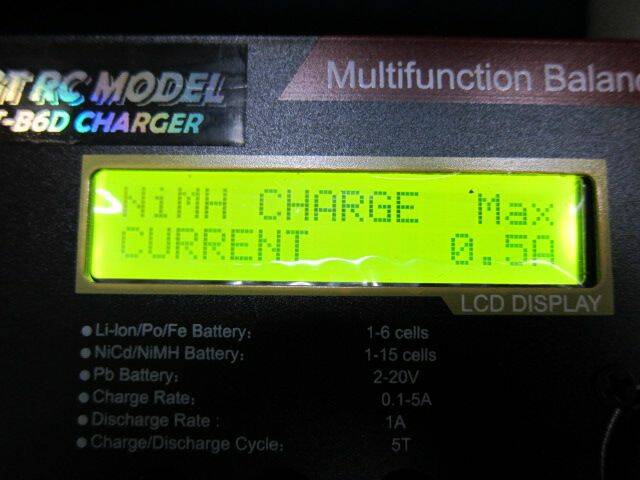 RC MODEL
B6D CHARGER
Multifunction
NiMH CHARGE Max
CURRENT 0.5A
LCD DISPLAY
●Li-Ion/Po/Fe Battery: 1-6 cells
●NiCd/NiMH Battery: 1-15 cells
●Pb Battery: 2-20V
●Charge Rate: 0.1-5A
●Discharge Rate : 1A
●Charge/Discharge Cycle: 5T